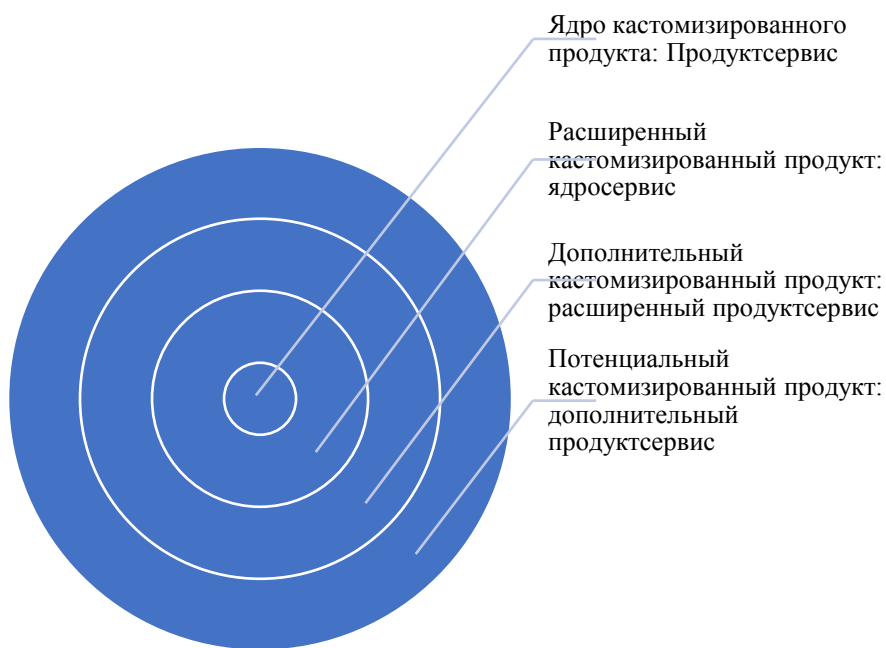 Ядро кастомизированного
продукта: Продуктсервис
Расширенный
кастомизированный продукт:
ядросервис
Дополнительный
кастомизированный продукт:
расширенный продуктсервис
Потенциальный
кастомизированный продукт:
дополнительный
продуктсервис